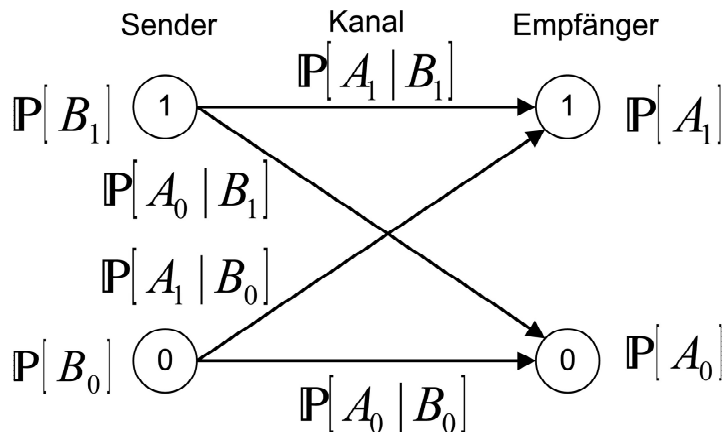 Sender Kanal Empfänger
ℙ[A₁ | B₁]
ℙ[B₁] 1 1 ℙ[A₁]
ℙ[A₀ | B₁]
ℙ[A₁ | B₀]
ℙ[B₀] 0 0 ℙ[A₀]
ℙ[A₀ | B₀]